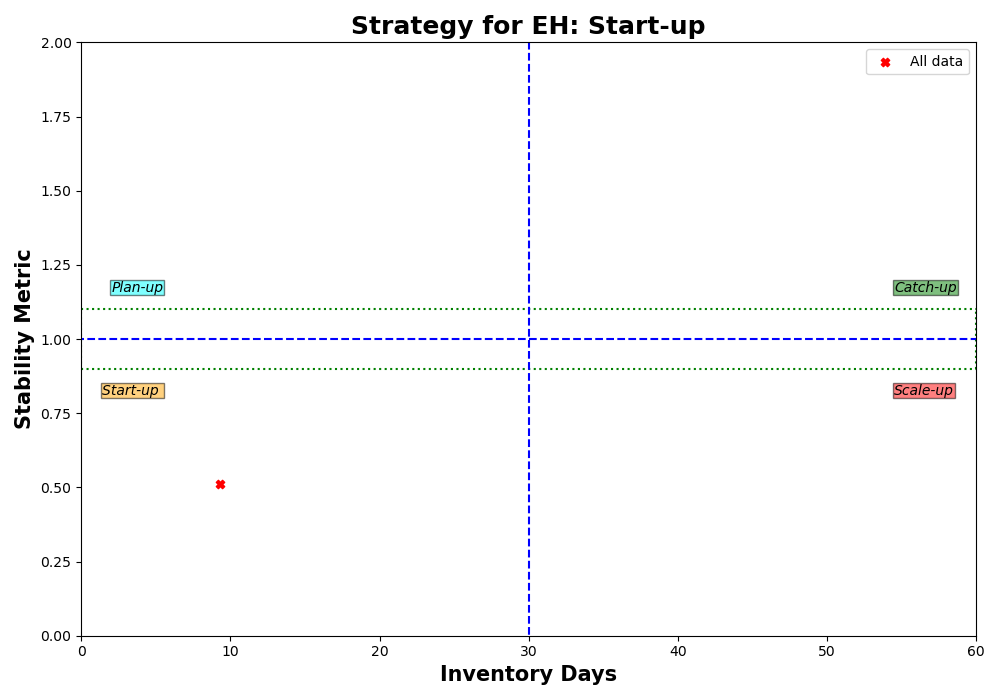 Strategy for EH: Start-up
All data
2.00
1.75
1.50
1.25
1.00
0.75
0.50
0.25
0.00
Stability Metric
Plan-up
Catch-up
Start-up
Scale-up
0 10 20 30 40 50 60
Inventory Days